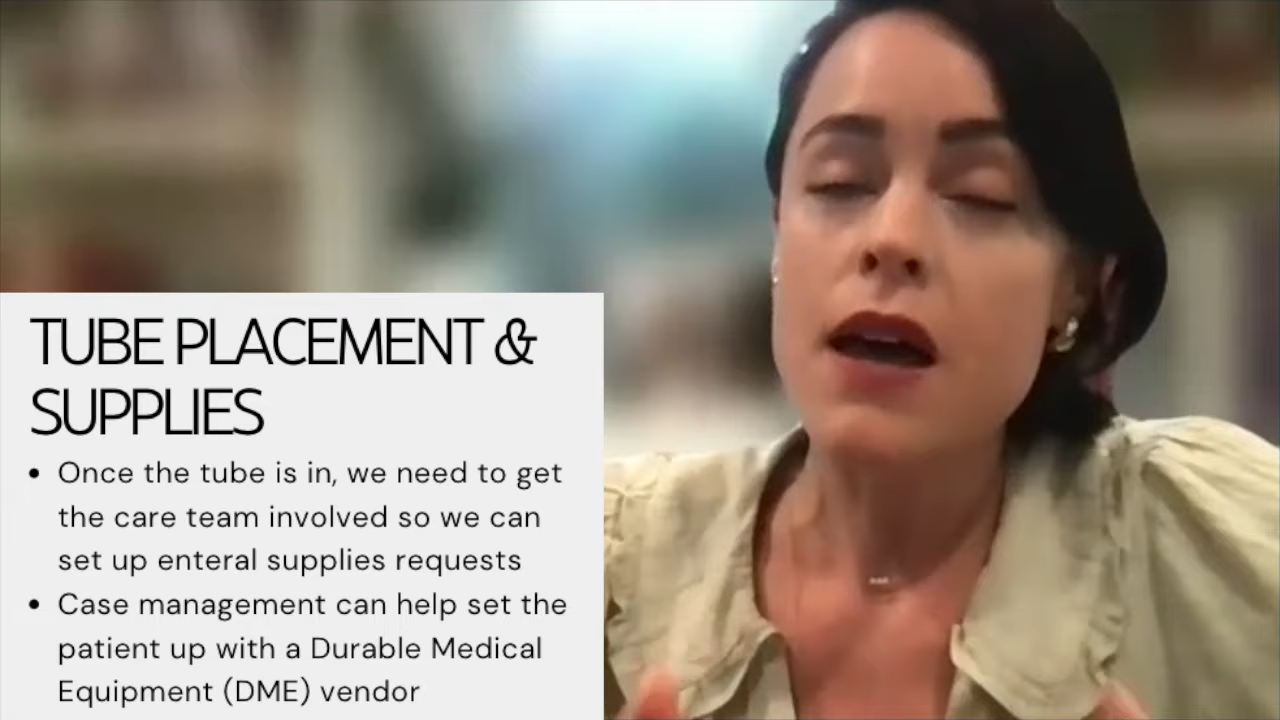 TUBE PLACEMENT &
SUPPLIES
• Once the tube is in, we need to get
the care team involved so we can
set up enteral supplies requests
• Case management can help set the
patient up with a Durable Medical
Equipment (DME) vendor